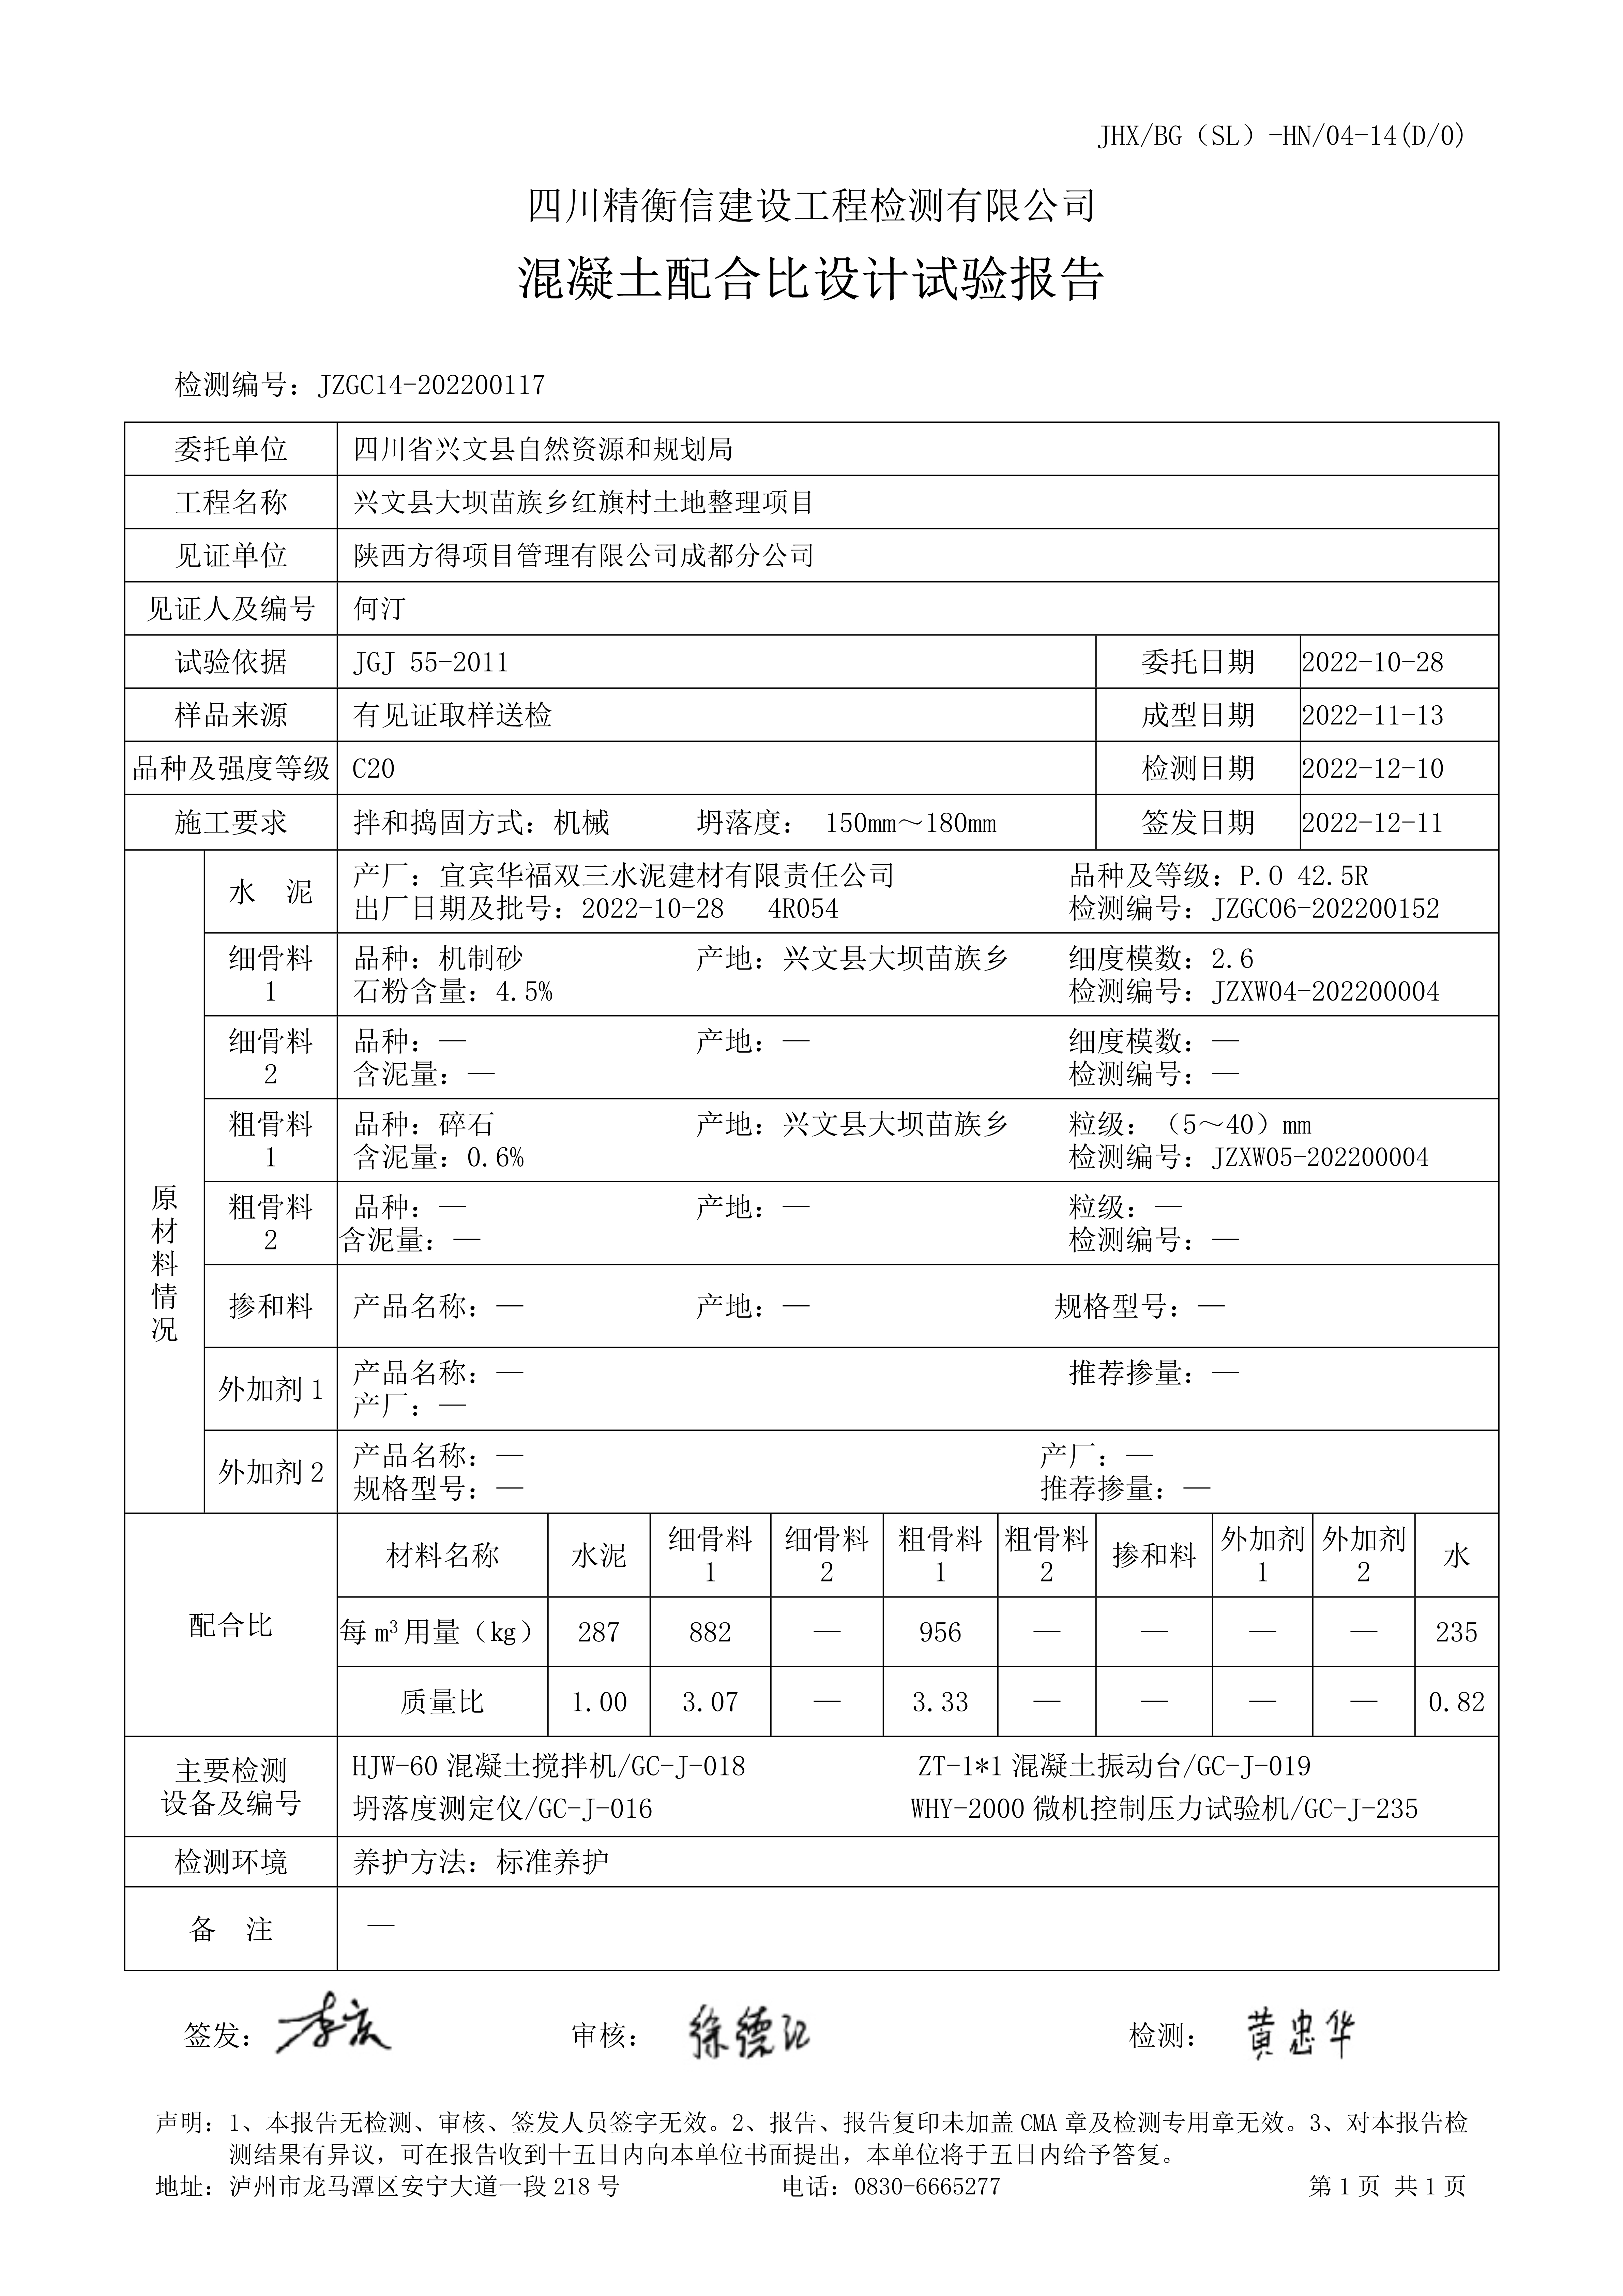 JHX/BG（SL）-HN/04-14(D/0)
四川精衡信建设工程检测有限公司
混凝土配合比设计试验报告
检测编号：JZGC14-202200117
委托单位 四川省兴文县自然资源和规划局
工程名称 兴文县大坝苗族乡红旗村土地整理项目
见证单位 陕西方得项目管理有限公司成都分公司
见证人及编号 何汀
试验依据 JGJ 55-2011 委托日期 2022-10-28
样品来源 有见证取样送检 成型日期 2022-11-13
品种及强度等级 C20 检测日期 2022-12-10
施工要求 拌和捣固方式：机械 坍落度： 150mm～180mm 签发日期 2022-12-11
原材料情况
水 泥 产厂：宜宾华福双三水泥建材有限责任公司 品种及等级：P.O 42.5R
出厂日期及批号：2022-10-28 4R054 检测编号：JZGC06-202200152
细骨料 品种：机制砂 产地：兴文县大坝苗族乡 细度模数：2.6
1 石粉含量：4.5% 检测编号：JZXW04-202200004
细骨料 品种：— 产地：— 细度模数：—
2 含泥量：— 检测编号：—
粗骨料 品种：碎石 产地：兴文县大坝苗族乡 粒级：（5～40）mm
1 含泥量：0.6% 检测编号：JZXW05-202200004
粗骨料 品种：— 产地：— 粒级：—
2 含泥量：— 检测编号：—
掺和料 产品名称：— 产地：— 规格型号：—
外加剂 1 产品名称：— 推荐掺量：—
产厂：—
外加剂 2 产品名称：— 产厂：—
规格型号：— 推荐掺量：—
配合比
材料名称 水泥 细骨料1 细骨料2 粗骨料1 粗骨料2 掺和料 外加剂1 外加剂2 水
每 m³ 用量（kg） 287 882 — 956 — — — — 235
质量比 1.00 3.07 — 3.33 — — — — 0.82
主要检测 HJW-60 混凝土搅拌机/GC-J-018 ZT-1*1 混凝土振动台/GC-J-019
设备及编号 坍落度测定仪/GC-J-016 WHY-2000 微机控制压力试验机/GC-J-235
检测环境 养护方法：标准养护
备 注 —
签发： 审核： 徐德江 检测： 黄忠华
声明：1、本报告无检测、审核、签发人员签字无效。2、报告、报告复印未加盖 CMA 章及检测专用章无效。3、对本报告检
测结果有异议，可在报告收到十五日内向本单位书面提出，本单位将于五日内给予答复。
地址：泸州市龙马潭区安宁大道一段 218 号 电话：0830-6665277 第 1 页 共 1 页